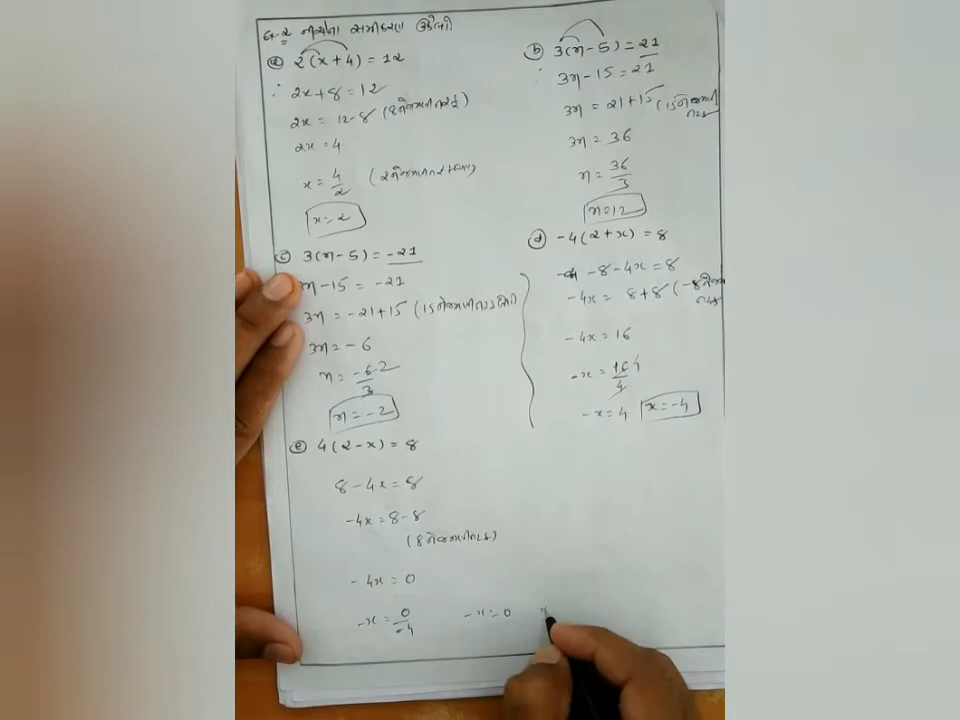 પ્ર-૨ નીચેના સમીકરણ ઉકેલો
(a) 2(x+4) = 12
∴ 2x+8 = 12
2x = 12-8
2x = 4
x = 4/2
x = 2
(b) 3(n-5) = 21
∴ 3n-15 = 21
3n = 21+15
3n = 36
n = 36/3
n = 12
(c) 3(n-5) = -21
n-15 = -21
3n = -21+15
3n = -6
n = -6/3 2
n = -2
(d) -4(2+x) = 8
-8-4x = 8
-4x = 8+8
-4x = 16
-x = 16/4 4
-x = 4 x = -4
(e) 4(2-x) = 8
8-4x = 8
-4x = 8-8
-4x = 0
-x = 0/-4 -x = 0